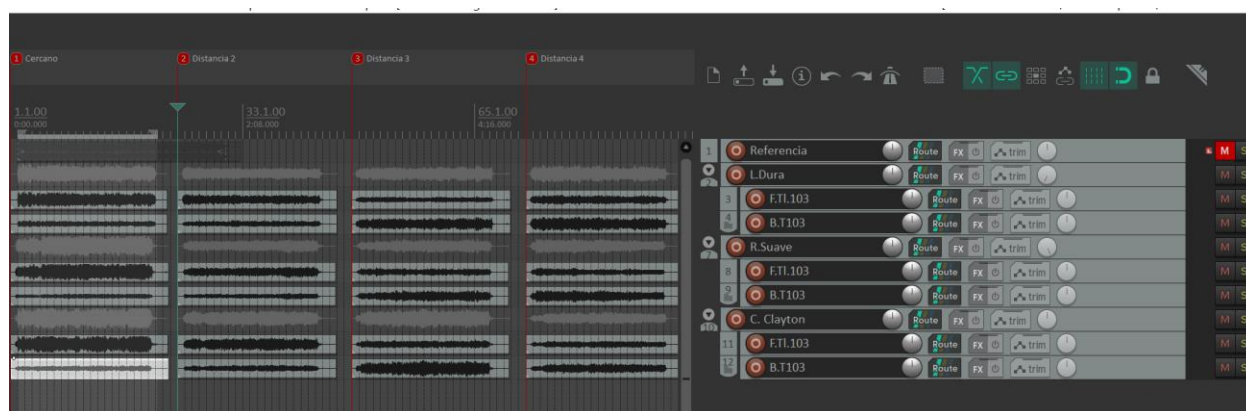 1 Cercano 2 Distancia 2 3 Distancia 3 4 Distancia 4
1.1.00 33.1.00 65.1.00
0:00.000 2:08.000 4:16.000
1 Referencia Route FX trim M S
2 L.Dura Route FX trim M S
3 F.Tl.103 Route FX trim M S
4 B.T103 Route FX trim M S
7 R.Suave Route FX trim M S
8 F.Tl.103 Route FX trim M S
9 B.T103 Route FX trim M S
10 C. Clayton Route FX trim M S
11 F.Tl.103 Route FX trim M S
12 B.T103 Route FX trim M S